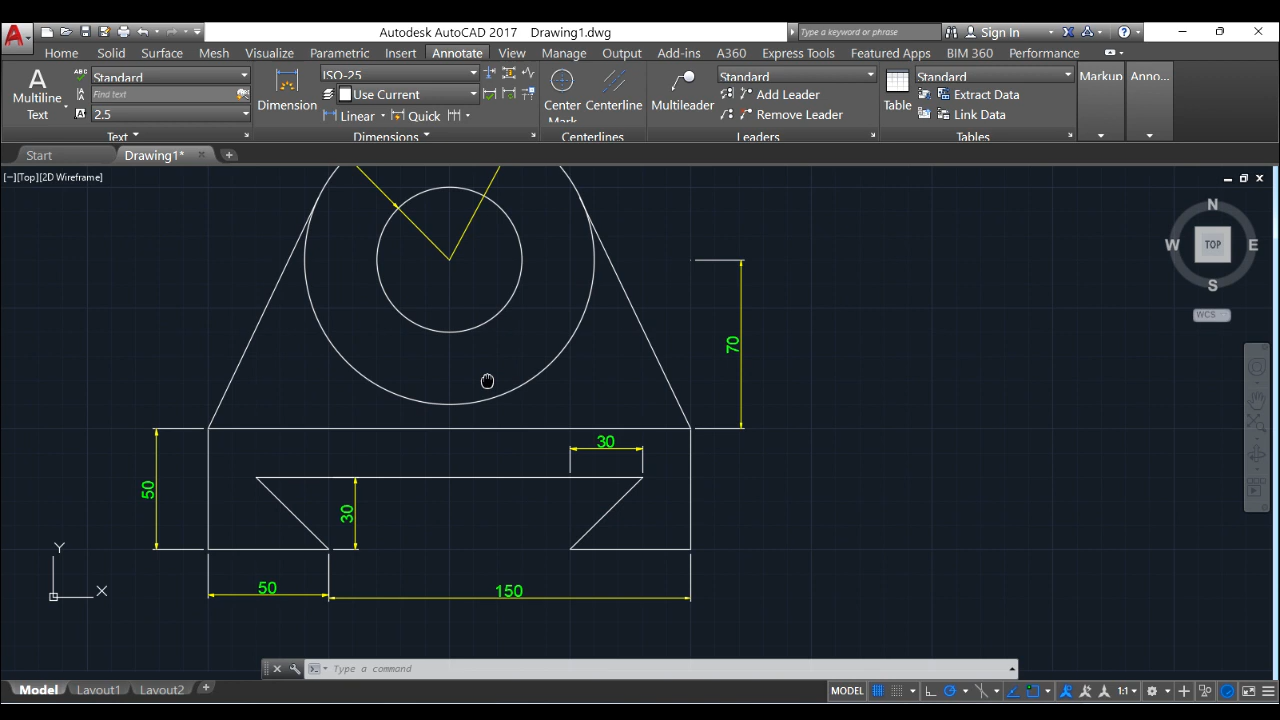 Autodesk AutoCAD 2017 Drawing1.dwg
Type a keyword or phrase
Sign In
Home Solid Surface Mesh Visualize Parametric Insert Annotate View Manage Output Add-ins A360 Express Tools Featured Apps BIM 360 Performance
A
Multiline
Text
ABC
Standard
Find text
2.5
Text
Dimension
ISO-25
Use Current
Linear
Quick
Dimensions
Center
Mark
Centerline
Centerlines
Multileader
Standard
Add Leader
Remove Leader
Leaders
Table
Standard
Extract Data
Link Data
Tables
Markup
Anno...
Start
Drawing1*
[−][Top][2D Wireframe]
N
W
TOP
E
S
WCS
70
30
50
30
50
150
Y
X
Type a command
Model Layout1 Layout2
MODEL
1:1